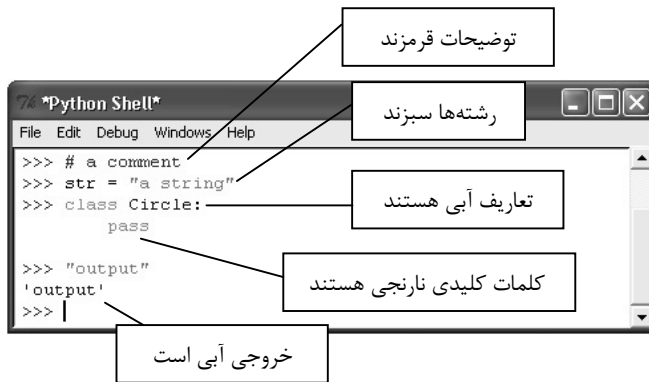 توضیحات قرمزند
*Python Shell*
رشته‌ها سبزند
File Edit Debug Windows Help
>>> # a comment
>>> str = "a string"
>>> class Circle:
pass
تعاریف آبی هستند
>>> "output"
'output'
>>>
کلمات کلیدی نارنجی هستند
خروجی آبی است